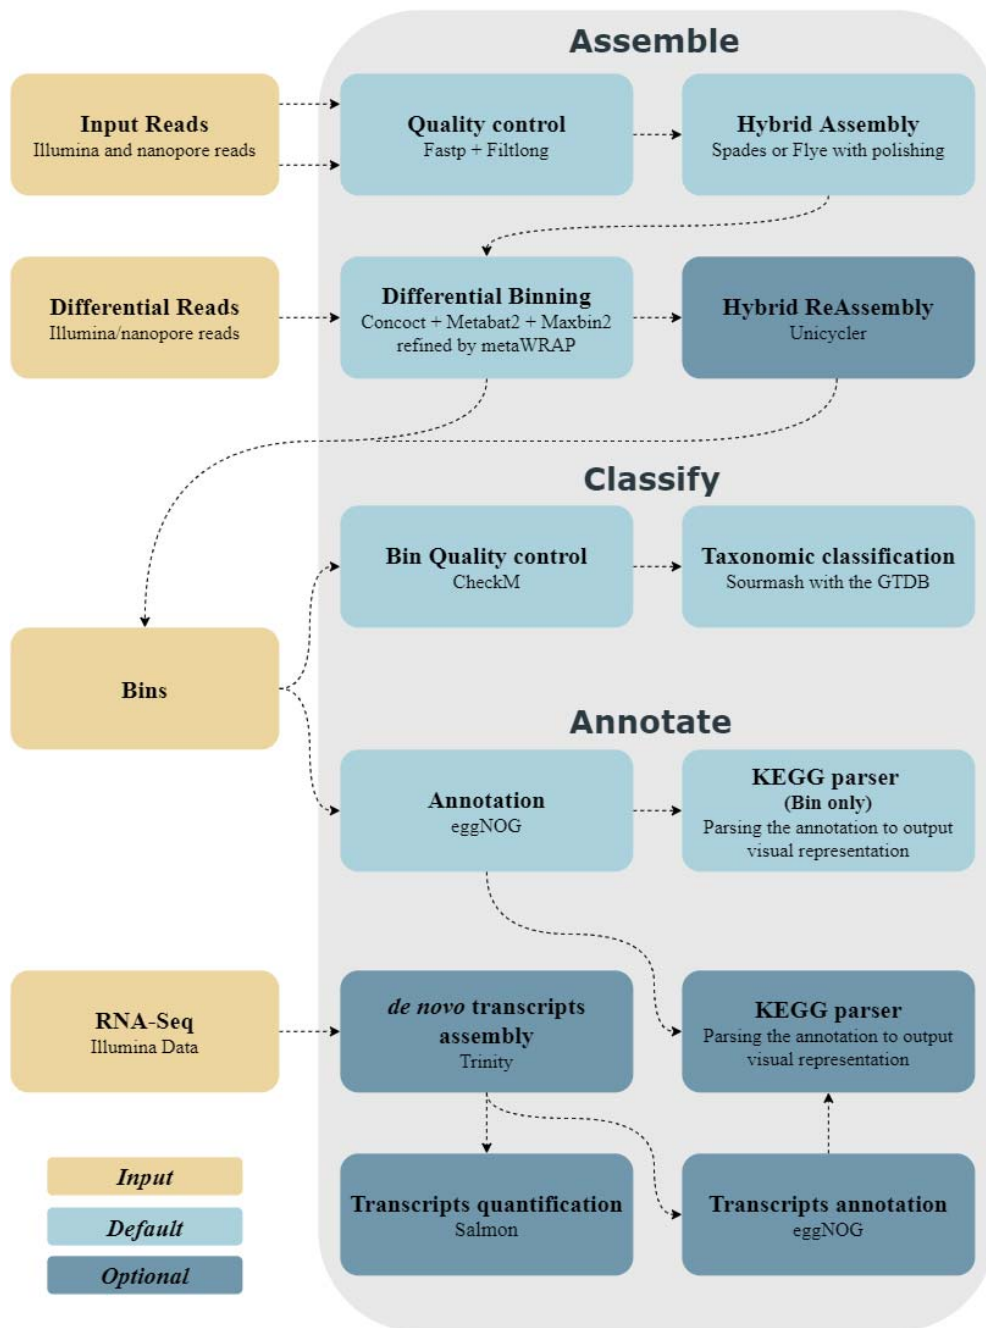 Assemble
Input Reads
Illumina and nanopore reads
Quality control
Fastp + Filtlong
Hybrid Assembly
Spades or Flye with polishing
Differential Reads
Illumina/nanopore reads
Differential Binning
Concoct + Metabat2 + Maxbin2
refined by metaWRAP
Hybrid ReAssembly
Unicycler
Classify
Bin Quality control
CheckM
Taxonomic classification
Sourmash with the GTDB
Bins
Annotate
Annotation
eggNOG
KEGG parser
(Bin only)
Parsing the annotation to output
visual representation
RNA-Seq
Illumina Data
de novo transcripts
assembly
Trinity
KEGG parser
Parsing the annotation to output
visual representation
Input
Default
Optional
Transcripts quantification
Salmon
Transcripts annotation
eggNOG